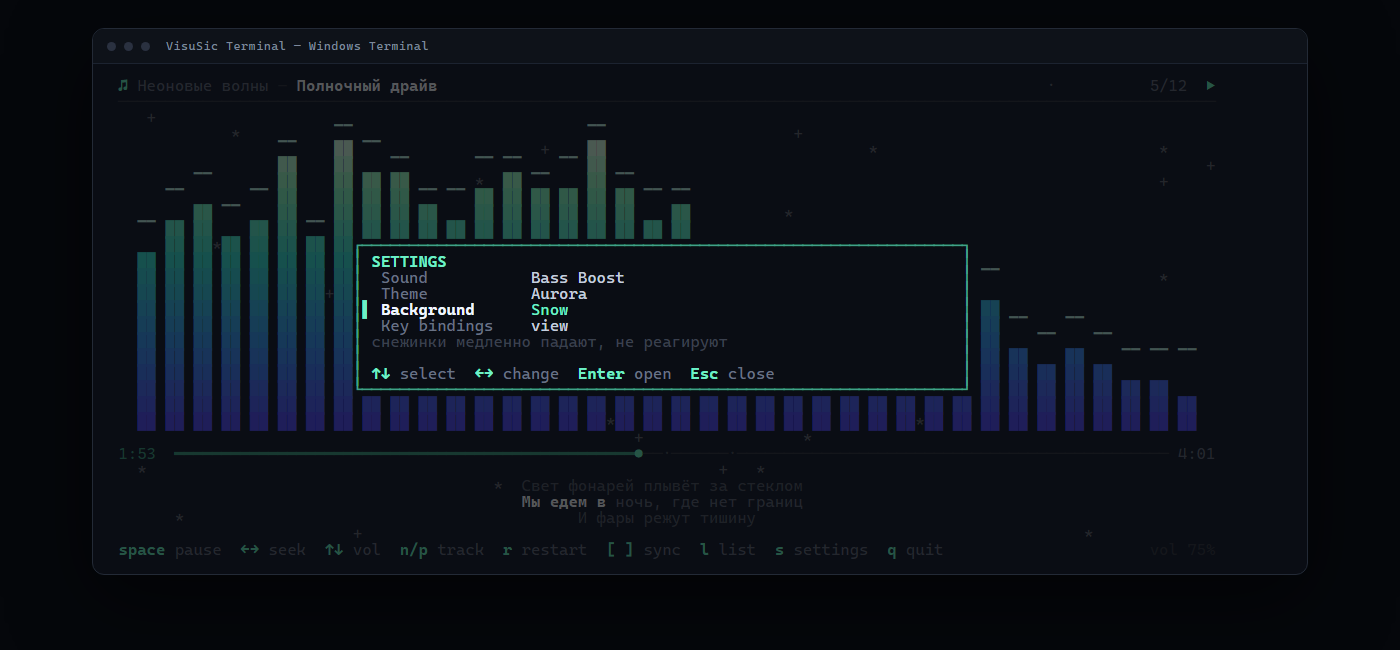 VisuSic Terminal — Windows Terminal
♫ Неоновые волны — Полночный драйв 5/12 ▶
SETTINGS
Sound Bass Boost
Theme Aurora
Background Snow
Key bindings view
снежинки медленно падают, не реагируют
↑↓ select ↔ change Enter open Esc close
1:53 4:01
Свет фонарей плывёт за стеклом
Мы едем в ночь, где нет границ
И фары режут тишину
space pause ↔ seek ↑↓ vol n/p track r restart [ ] sync l list s settings q quit vol 75%